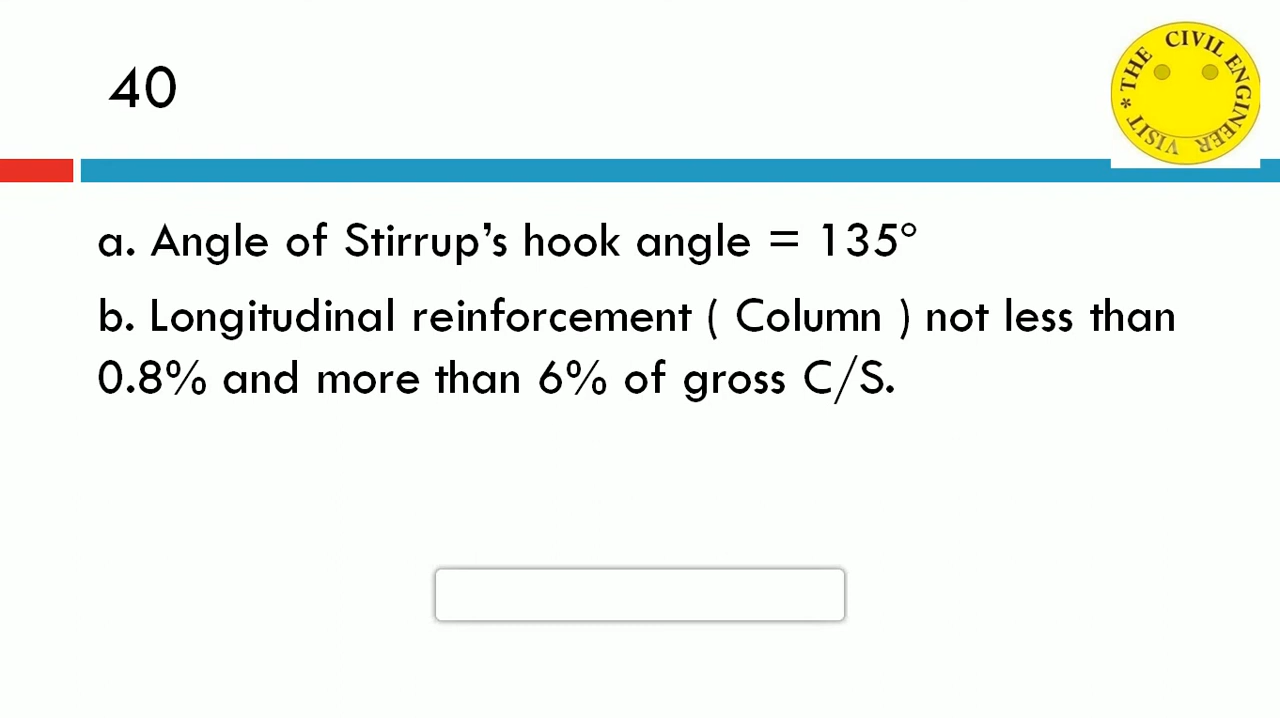 40
THE CIVIL ENGINEER VISIT *
a. Angle of Stirrup’s hook angle = 135°
b. Longitudinal reinforcement ( Column ) not less than
0.8% and more than 6% of gross C/S.